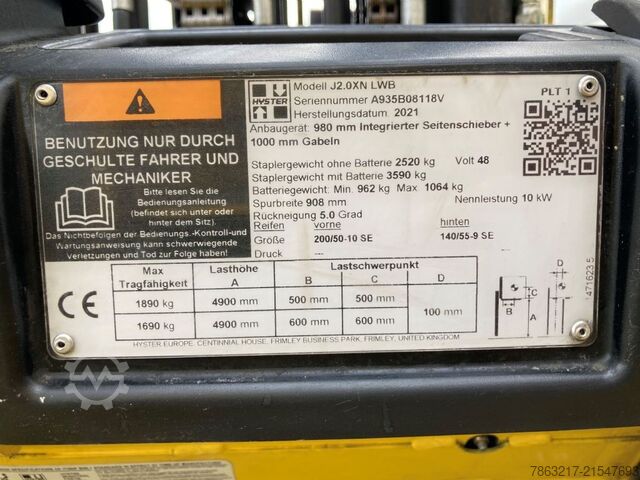 HYSTER
Modell J2.0XN LWB
Seriennummer A935B08118V
Herstellungsdatum 2021
PLT 1
Anbaugerät: 980 mm Integrierter Seitenschieber +
1000 mm Gabeln
BENUTZUNG NUR DURCH
GESCHULTE FAHRER UND
MECHANIKER
Bitte lesen Sie die
Bedienungsanleitung
(befindet sich unter oder
hinter dem Sitz).
Das Nichtbefolgen der Bedienungs,-Kontroll-und
Wartungsanweisung kann schwerwiegende
Verletzungen und Tod zur Folge haben!
Staplergewicht ohne Batterie 2520 kg Volt 48
Staplergewicht mit Batterie 3590 kg
Batteriegewicht: Min. 962 kg Max 1064 kg
Spurbreite 908 mm Nennleistung 10 kW
Rückneigung 5.0 Grad
Reifen vorne hinten
Größe 200/50-10 SE 140/55-9 SE
Druck --- ---
Max Tragfähigkeit Lasthöhe A Lastschwerpunkt B C D
1890 kg 4900 mm 500 mm 500 mm 100 mm
1690 kg 4900 mm 600 mm 600 mm
D
C
B
A
4716235
CE
HYSTER EUROPE, CENTINNIAL HOUSE, FRIMLEY BUSINESS PARK, FRIMLEY, UNITED KINGDOM
7863217-21547693